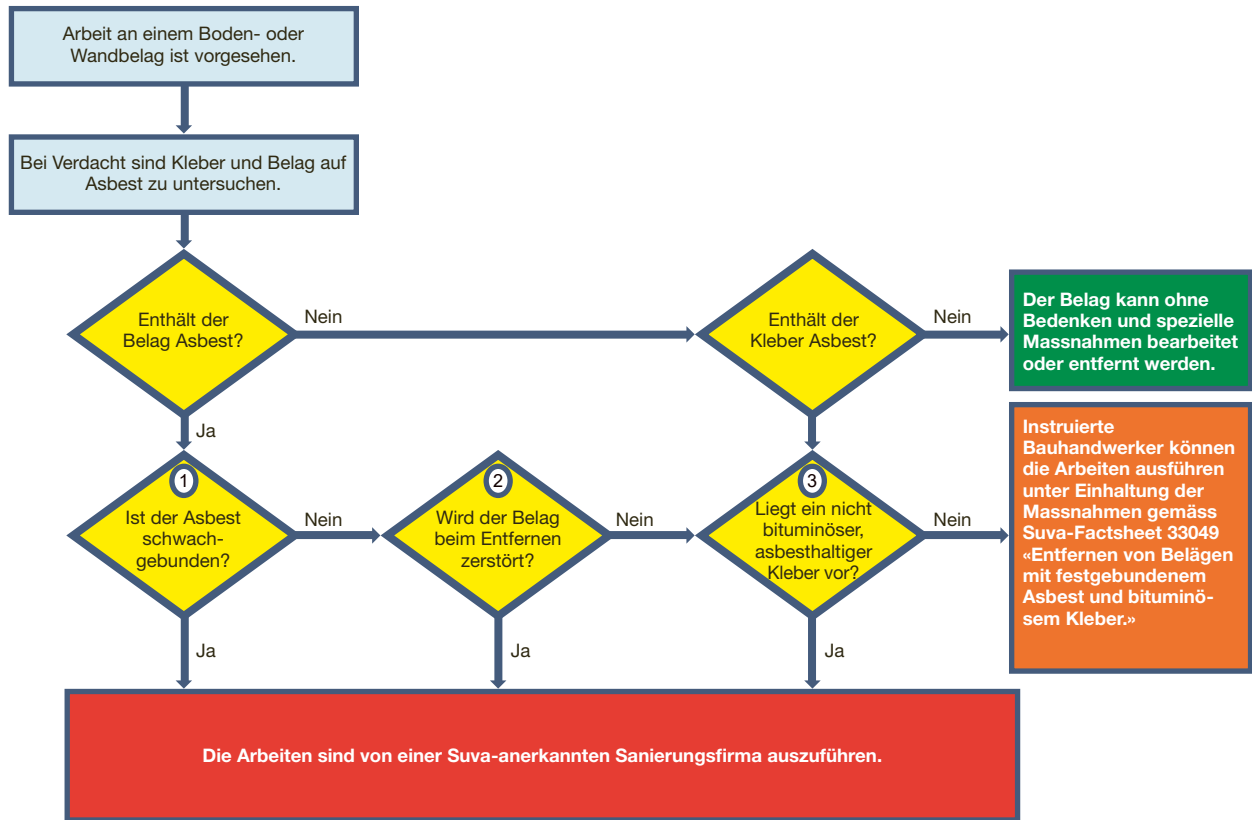 Arbeit an einem Boden- oder
Wandbelag ist vorgesehen.
Bei Verdacht sind Kleber und Belag auf
Asbest zu untersuchen.
Enthält der
Belag Asbest?
Nein
Enthält der
Kleber Asbest?
Nein
Der Belag kann ohne
Bedenken und spezielle
Massnahmen bearbeitet
oder entfernt werden.
Ja
1
Ist der Asbest
schwach-
gebunden?
Nein
2
Wird der Belag
beim Entfernen
zerstört?
Nein
3
Liegt ein nicht
bituminöser,
asbesthaltiger
Kleber vor?
Nein
Instruierte
Bauhandwerker können
die Arbeiten ausführen
unter Einhaltung der
Massnahmen gemäss
Suva-Factsheet 33049
«Entfernen von Belägen
mit festgebundenem
Asbest und bituminö-
sem Kleber.»
Ja
Ja
Ja
Die Arbeiten sind von einer Suva-anerkannten Sanierungsfirma auszuführen.